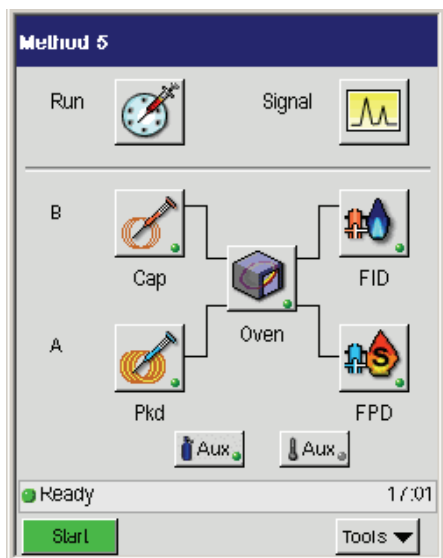 Method 5
Run Signal
B
Cap FID
Oven
A
S
Pkd FPD
Aux Aux
Ready 17:01
Start Tools